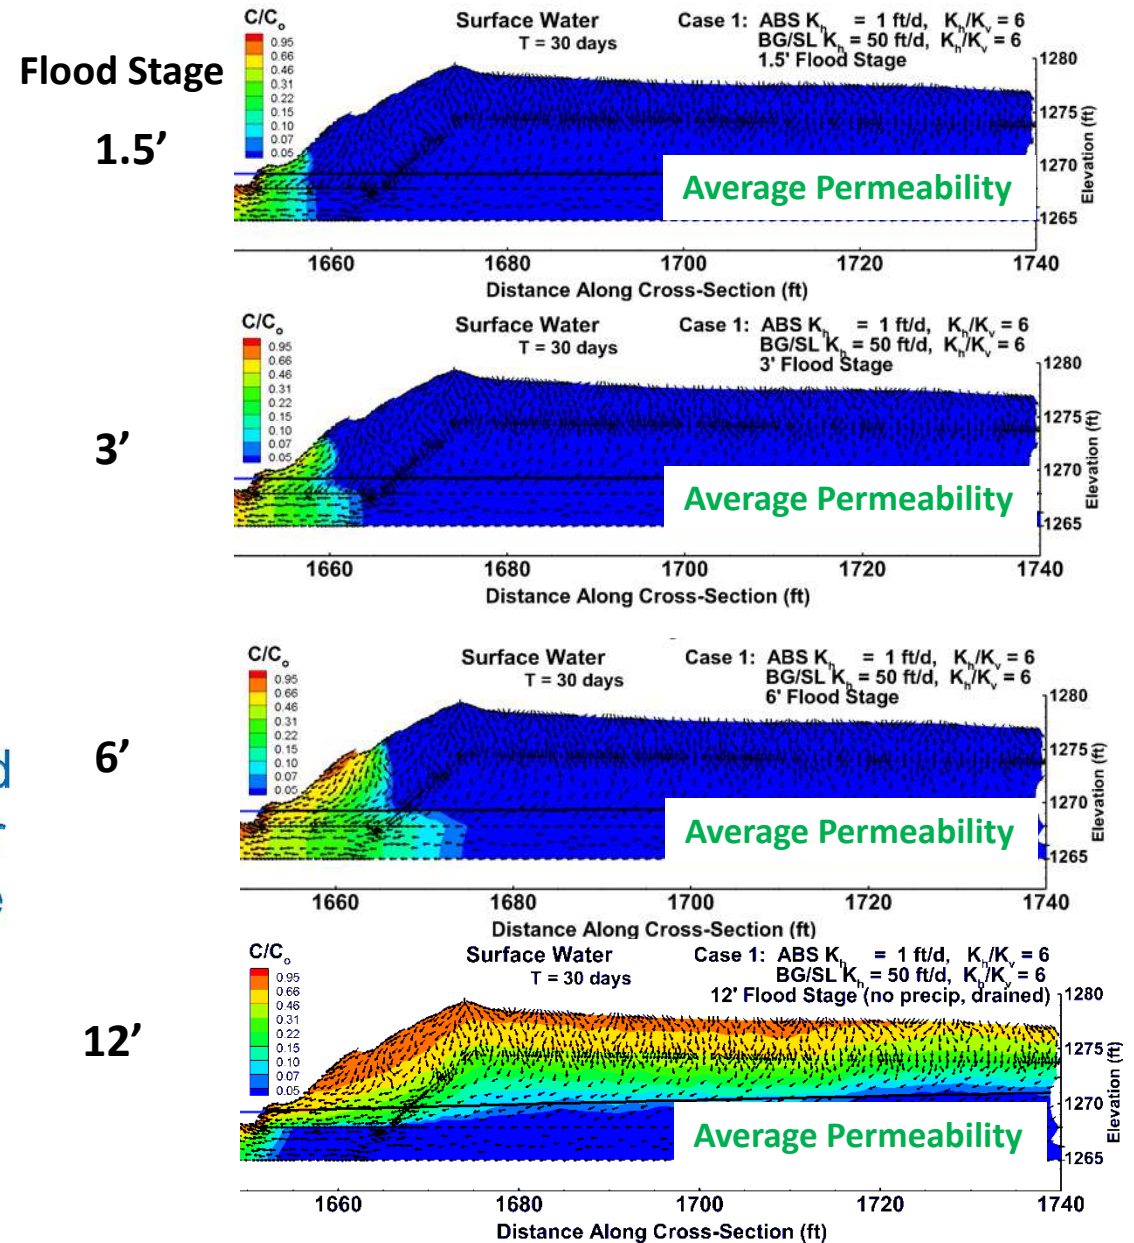 Flood Stage
1.5’
C/Co
0.95
0.66
0.46
0.31
0.22
0.15
0.10
0.07
0.05
Surface Water
T = 30 days
Case 1: ABS Kh = 1 ft/d, Kh/Kv = 6
BG/SL Kh = 50 ft/d, Kh/Kv = 6
1.5' Flood Stage
1280
1275
1270
1265
Elevation (ft)
Average Permeability
1660 1680 1700 1720 1740
Distance Along Cross-Section (ft)
3’
C/Co
0.95
0.66
0.46
0.31
0.22
0.15
0.10
0.07
0.05
Surface Water
T = 30 days
Case 1: ABS Kh = 1 ft/d, Kh/Kv = 6
BG/SL Kh = 50 ft/d, Kh/Kv = 6
3' Flood Stage
1280
1275
1270
1265
Elevation (ft)
Average Permeability
1660 1680 1700 1720 1740
Distance Along Cross-Section (ft)
6’
C/Co
0.95
0.66
0.46
0.31
0.22
0.15
0.10
0.07
0.05
Surface Water
T = 30 days
Case 1: ABS Kh = 1 ft/d, Kh/Kv = 6
BG/SL Kh = 50 ft/d, Kh/Kv = 6
6' Flood Stage
1280
1275
1270
1265
Elevation (ft)
Average Permeability
1660 1680 1700 1720 1740
Distance Along Cross-Section (ft)
12’
C/Co
0.95
0.66
0.46
0.31
0.22
0.15
0.10
0.07
0.05
Surface Water
T = 30 days
Case 1: ABS Kh = 1 ft/d, Kh/Kv = 6
BG/SL Kh = 50 ft/d, Kh/Kv = 6
12' Flood Stage (no precip, drained)
1280
1275
1270
1265
Elevation (ft)
Average Permeability
1660 1680 1700 1720 1740
Distance Along Cross-Section (ft)